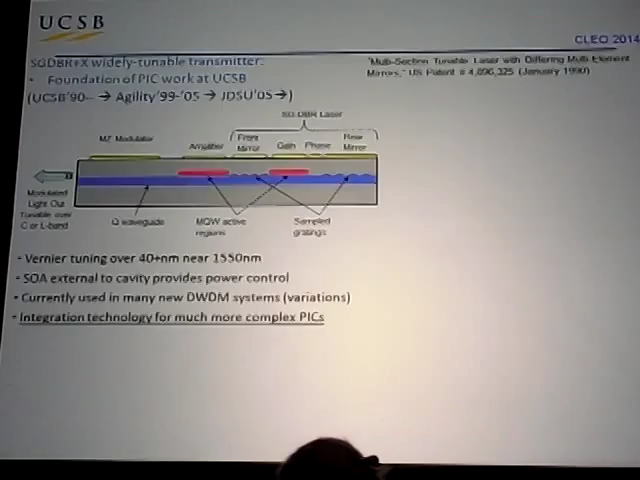 UCSB
CLEO 2014
SGDBR+X widely-tunable transmitter:
"Multi-Section Tunable Laser with Differing Multi-Element
Mirrors," US Patent # 4,896,325 (January 1990)
• Foundation of PIC work at UCSB
(UCSB'90-- → Agility'99-'05 → JDSU'05→)
SG-DBR Laser
MZ Modulator
Amplifier
Front
Mirror
Gain
Phase
Rear
Mirror
Modulated
Light Out
Tunable over
C or L-band
Q waveguide
MQW active
regions
Sampled
gratings
• Vernier tuning over 40+nm near 1550nm
• SOA external to cavity provides power control
• Currently used in many new DWDM systems (variations)
• Integration technology for much more complex PICs